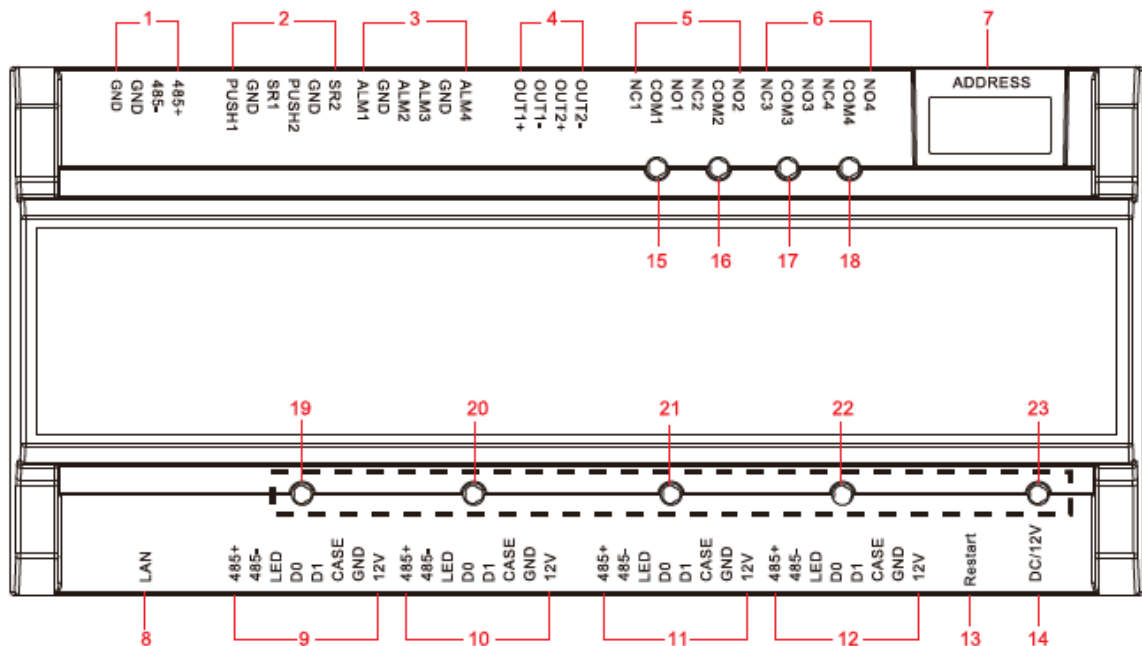 1 2 3 4 5 6 7
GND
GND
485-
485+
PUSH1
GND
SR1
PUSH2
GND
SR2
ALM1
GND
ALM2
ALM3
GND
ALM4
OUT1+
OUT1-
OUT2+
OUT2-
NC1
COM1
NO1
NC2
COM2
NO2
NC3
COM3
NO3
NC4
COM4
NO4
ADDRESS
15 16 17 18
19 20 21 22 23
LAN
485+
485-
LED
D0
D1
CASE
GND
12V
485+
485-
LED
D0
D1
CASE
GND
12V
485+
485-
LED
D0
D1
CASE
GND
12V
485+
485-
LED
D0
D1
CASE
GND
12V
Restart
DC/12V
8 9 10 11 12 13 14